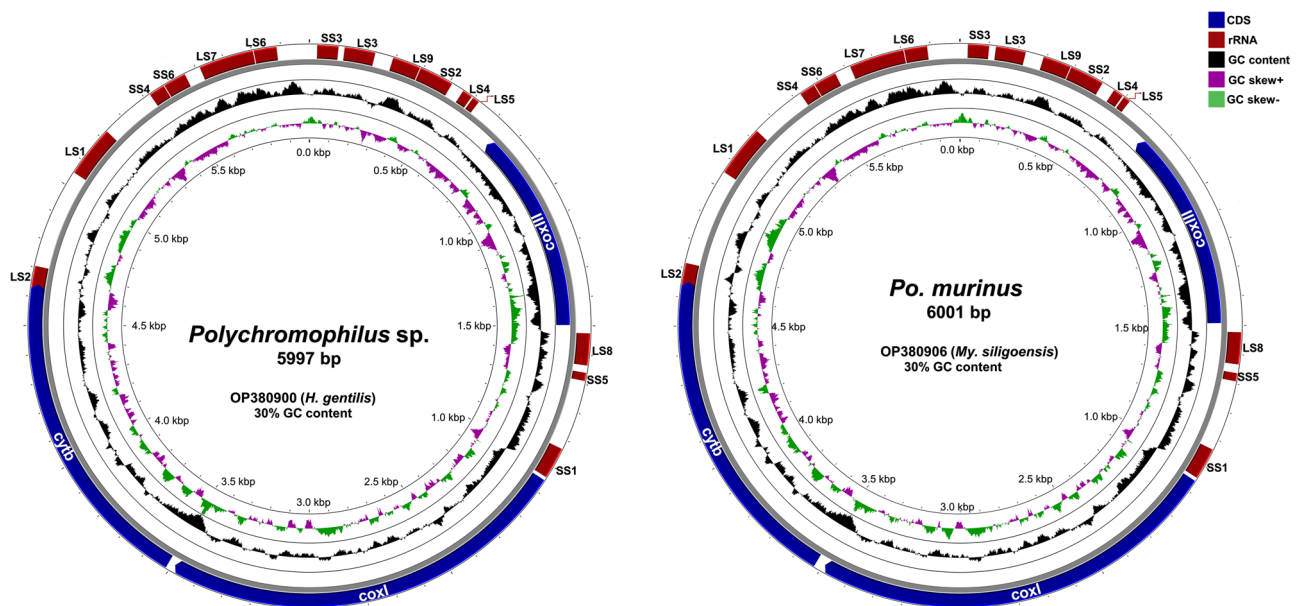 CDS
rRNA
GC content
GC skew+
GC skew-
SS4
SS6
LS7
LS6
SS3
LS3
LS9
SS2
LS4
LS5
LS1
LS2
coxIII
LS8
SS5
SS1
cytb
coxI
0.0 kbp
0.5 kbp
1.0 kbp
1.5 kbp
1.0 kbp
2.5 kbp
3.0 kbp
3.5 kbp
4.0 kbp
4.5 kbp
5.0 kbp
5.5 kbp
Polychromophilus sp.
5997 bp
OP380900 (H. gentilis)
30% GC content
SS4
SS6
LS7
LS6
SS3
LS3
LS9
SS2
LS4
LS5
LS1
LS2
coxIII
LS8
SS5
SS1
cytb
coxI
0.0 kbp
0.5 kbp
1.0 kbp
1.5 kbp
1.0 kbp
2.5 kbp
3.0 kbp
3.5 kbp
4.0 kbp
4.5 kbp
5.0 kbp
5.5 kbp
Po. murinus
6001 bp
OP380906 (My. siligoensis)
30% GC content